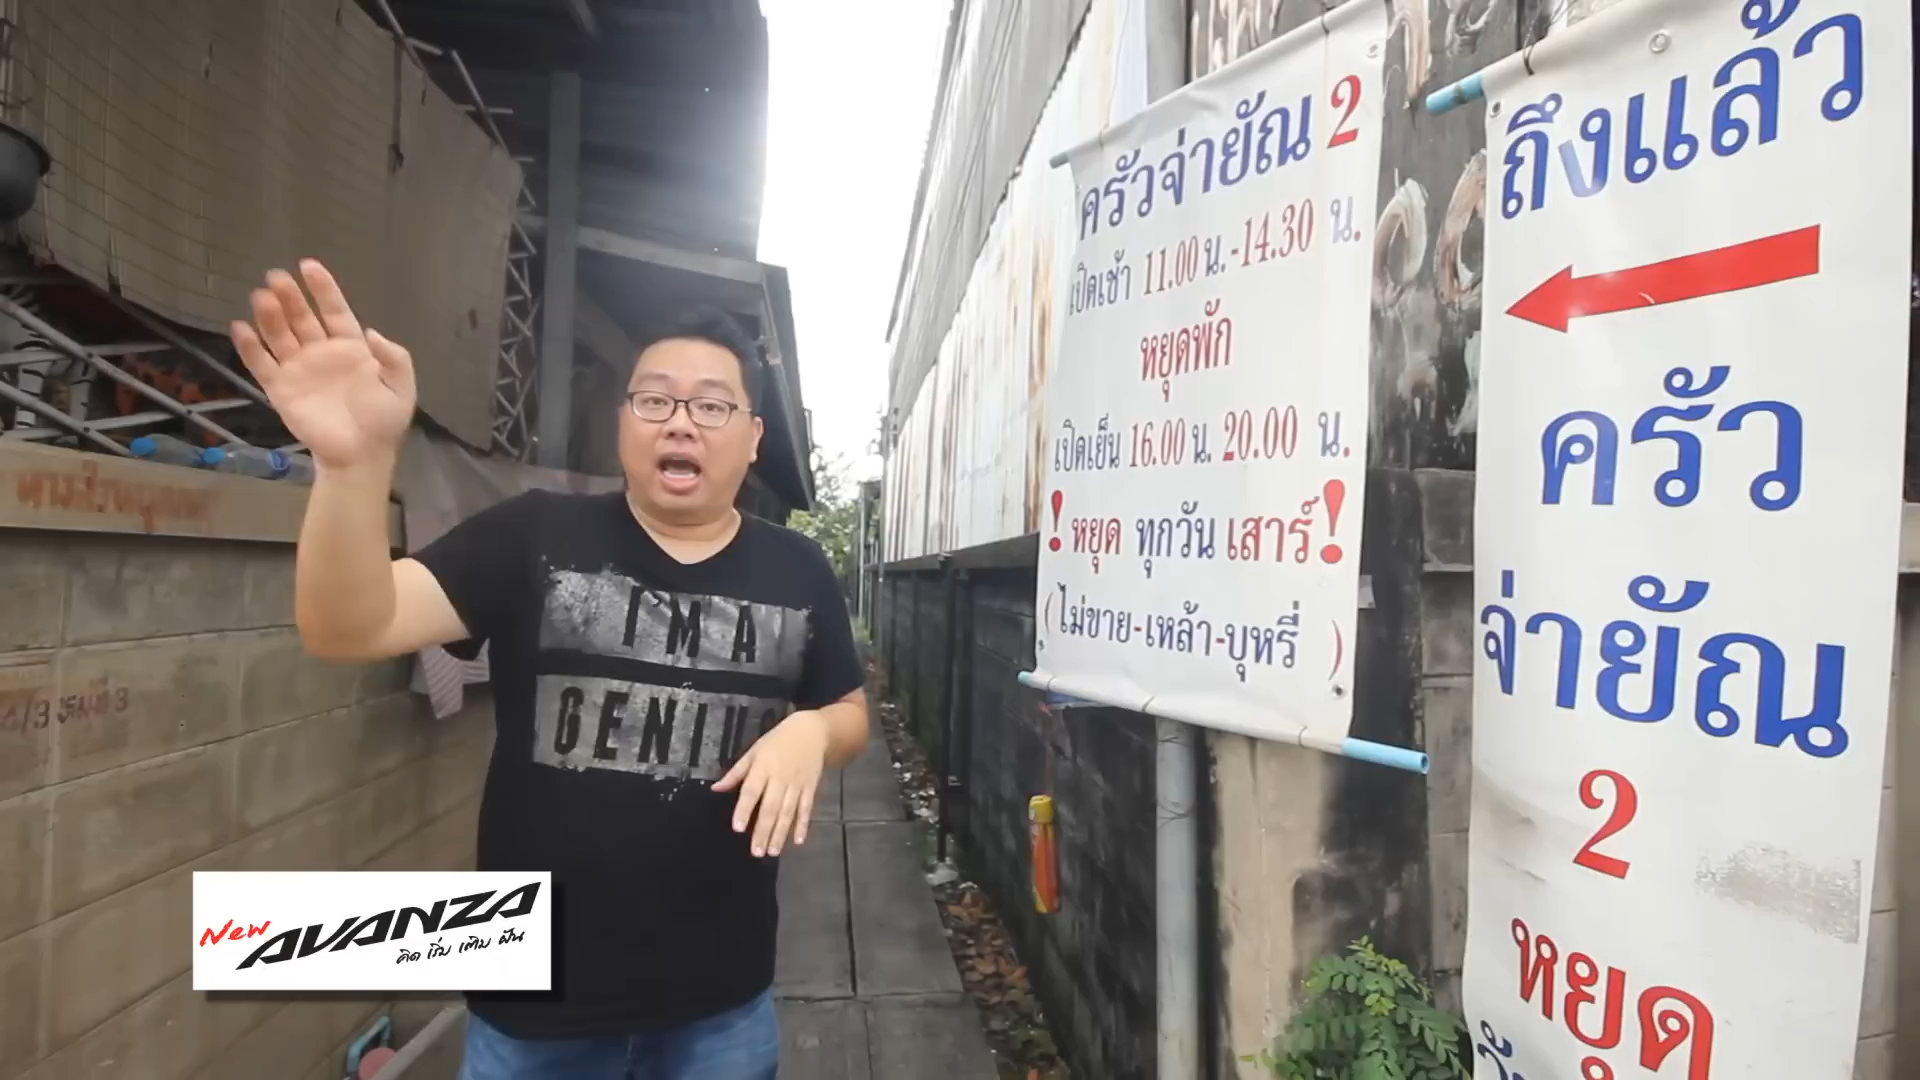 ครัวจ่ายัณ 2
เปิดเช้า 11.00 น.-14.30 น.
หยุดพัก
เปิดเย็น 16.00 น. 20.00 น.
! หยุด ทุกวัน เสาร์ !
(ไม่ขาย-เหล้า-บุหรี่)
ถึงแล้ว
ครัว
จ่ายัณ
2
หยุด
I'M A
GENIUS
New AVANZA
คิด เริ่ม เติม ฝัน